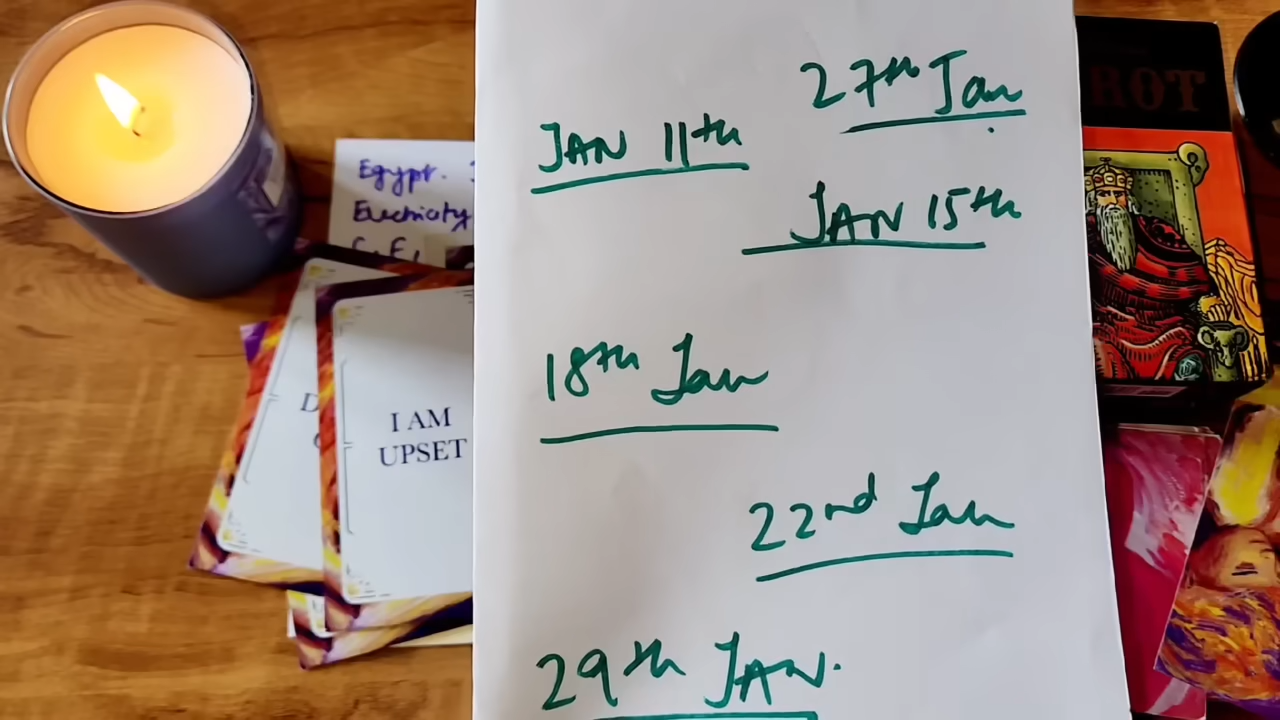 27th Jan
JAN 11th
JAN 15th
18th Jan
22nd Jan
29th JAN.
Egypt.
Electricity
I AM
UPSET
ROT